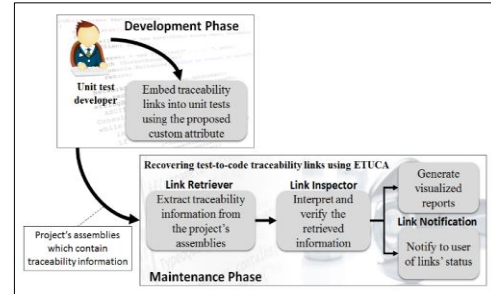 Development Phase
Unit test
developer
Embed traceability
links into unit tests
using the proposed
custom attribute
Recovering test-to-code traceability links using ETUCA
Link Retriever
Extract traceability
information from
the project's
assemblies
Link Inspector
Interpret and
verify the
retrieved
information
Generate
visualized
reports
Link Notification
Notify to user
of links' status
Project's assemblies
which contain
traceability information
Maintenance Phase